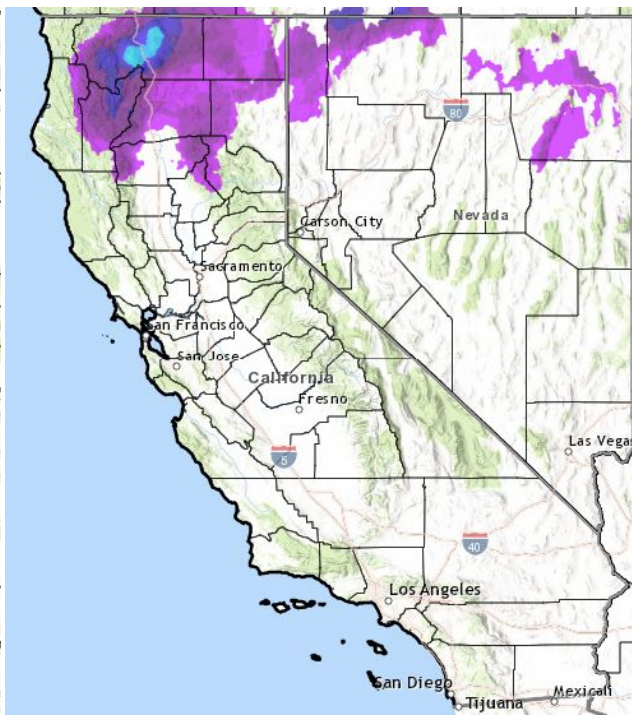 80
Carson City
Nevada
Sacramento
San Francisco
San Jose
California
Fresno
Las Vegas
5
40
Los Angeles
San Diego
Tijuana
Mexicali